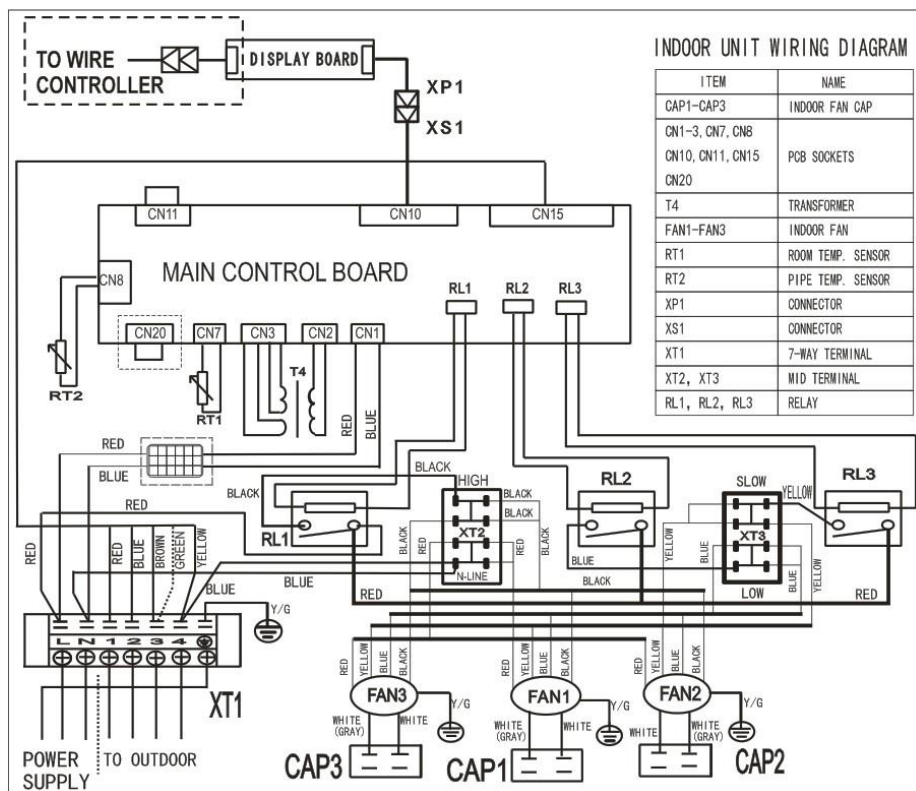 TO WIRE
CONTROLLER
DISPLAY BOARD
XP1
XS1
INDOOR UNIT WIRING DIAGRAM
ITEM NAME
CAP1-CAP3 INDOOR FAN CAP
CN1-3, CN7, CN8
CN10, CN11, CN15 PCB SOCKETS
CN20
T4 TRANSFORMER
FAN1-FAN3 INDOOR FAN
RT1 ROOM TEMP. SENSOR
RT2 PIPE TEMP. SENSOR
XP1 CONNECTOR
XS1 CONNECTOR
XT1 7-WAY TERMINAL
XT2, XT3 MID TERMINAL
RL1, RL2, RL3 RELAY
CN11 CN10 CN15
CN8 MAIN CONTROL BOARD
RL1 RL2 RL3
CN20 CN7 CN3 CN2 CN1
RT2 RT1 T4
RED BLUE
RED
BLUE
BLACK
BLACK
RED
RL1
HIGH
BLACK
BLACK
XT2
N-LINE
BLACK
RED
RED
BLACK
RL2
BLUE
BLACK
SLOW
YELLOW
RL3
XT3
LOW
YELLOW
BLUE
BLUE
YELLOW
RED
RED
RED
RED
BLUE
BROWN
GREEN
YELLOW
BLUE
BLUE
Y/G
L N 1 2 3 4
XT1
POWER
SUPPLY
TO OUTDOOR
RED YELLOW BLUE BLACK
FAN3
Y/G
WHITE
(GRAY)
WHITE
CAP3
RED YELLOW BLUE BLACK
FAN1
Y/G
WHITE
(GRAY)
WHITE
CAP1
RED YELLOW BLUE BLACK
FAN2
Y/G
WHITE
WHITE
(GRAY)
CAP2